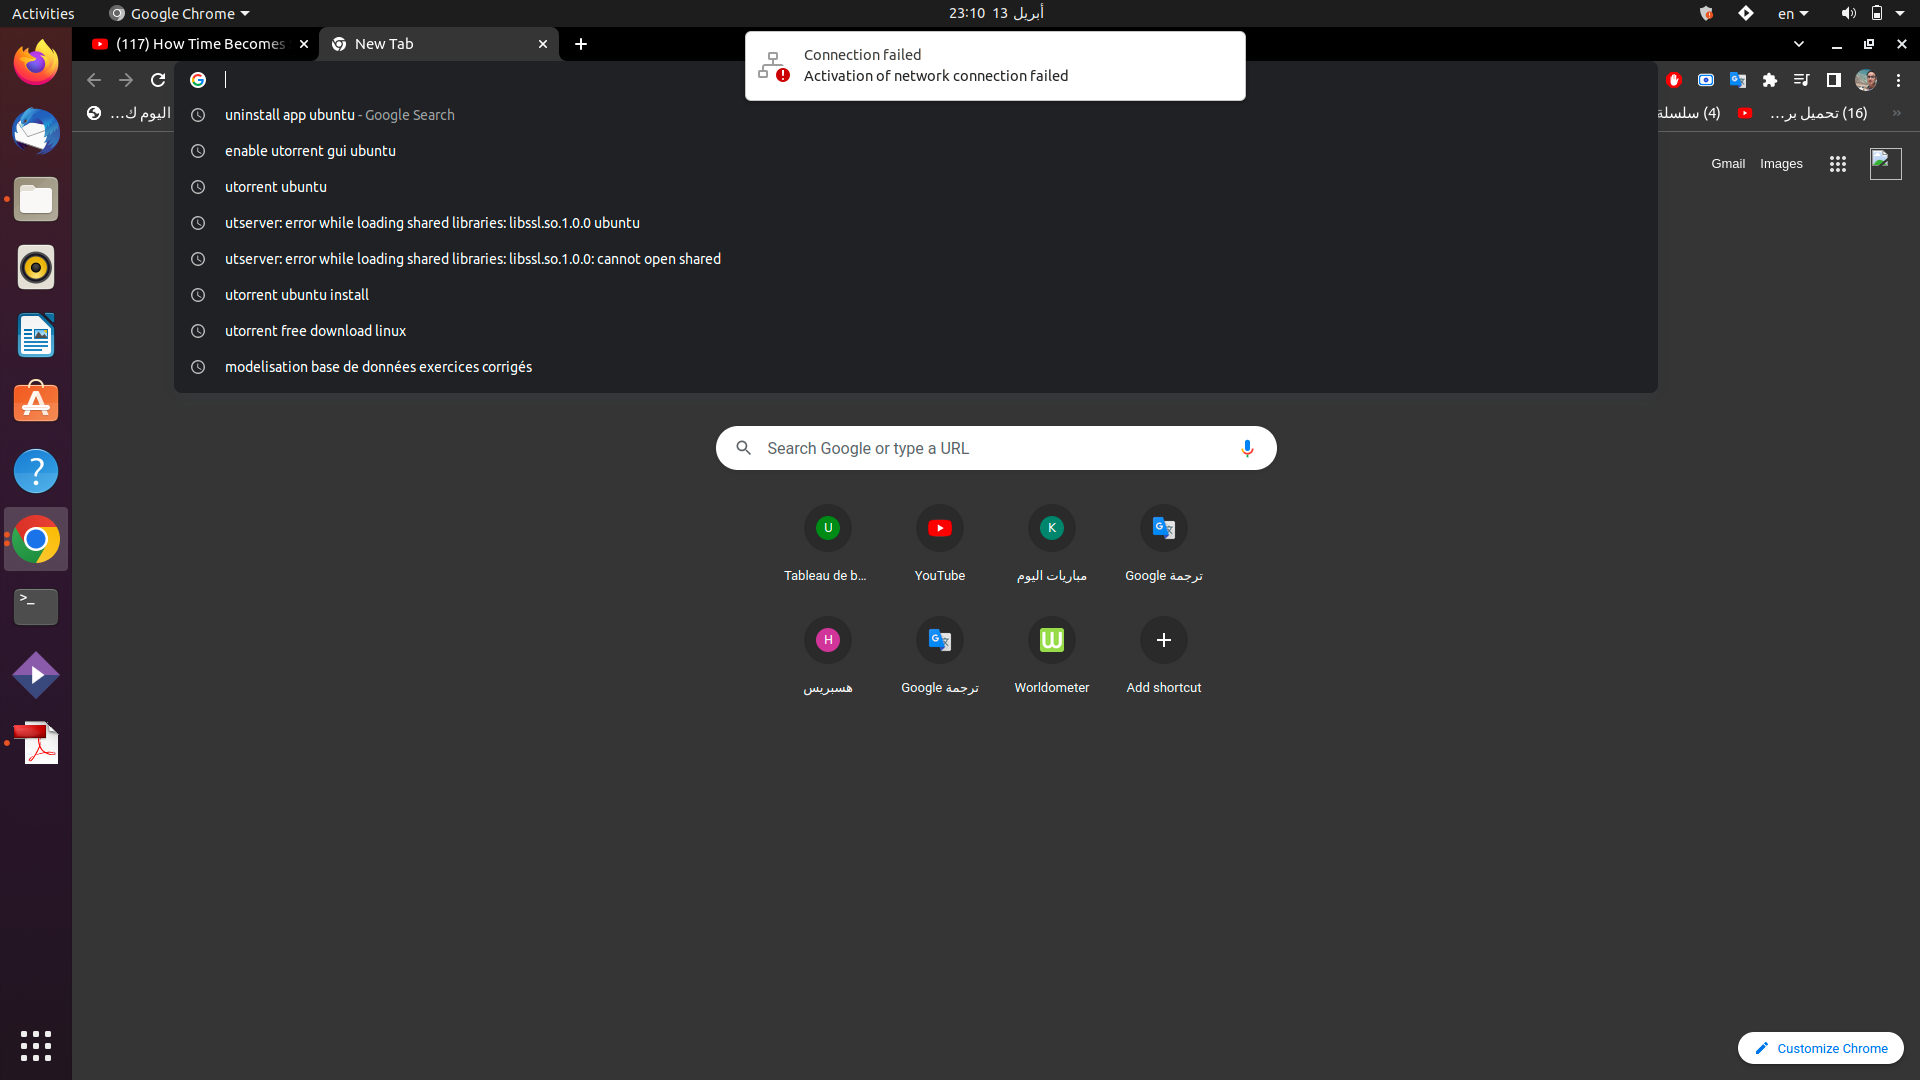 Activities
Google Chrome
23:10 13 أبريل
en
(117) How Time Becomes
New Tab
Connection failed
Activation of network connection failed
اليوم ك...
(4) سلسلة
(16) تحميل بر...
uninstall app ubuntu - Google Search
enable utorrent gui ubuntu
utorrent ubuntu
utserver: error while loading shared libraries: libssl.so.1.0.0 ubuntu
utserver: error while loading shared libraries: libssl.so.1.0.0: cannot open shared
utorrent ubuntu install
utorrent free download linux
modelisation base de données exercices corrigés
Gmail
Images
Search Google or type a URL
U
K
Tableau de b...
YouTube
مباريات اليوم
ترجمة Google
H
هسبريس
ترجمة Google
Worldometer
Add shortcut
Customize Chrome